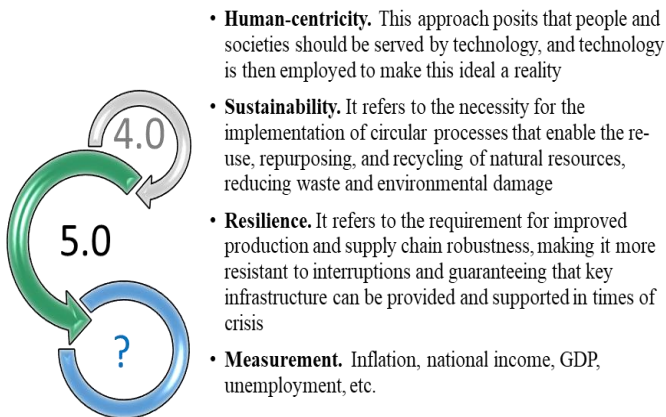 4.0
5.0
?
• Human-centricity. This approach posits that people and
societies should be served by technology, and technology
is then employed to make this ideal a reality
• Sustainability. It refers to the necessity for the
implementation of circular processes that enable the re-
use, repurposing, and recycling of natural resources,
reducing waste and environmental damage
• Resilience. It refers to the requirement for improved
production and supply chain robustness, making it more
resistant to interruptions and guaranteeing that key
infrastructure can be provided and supported in times of
crisis
• Measurement. Inflation, national income, GDP,
unemployment, etc.